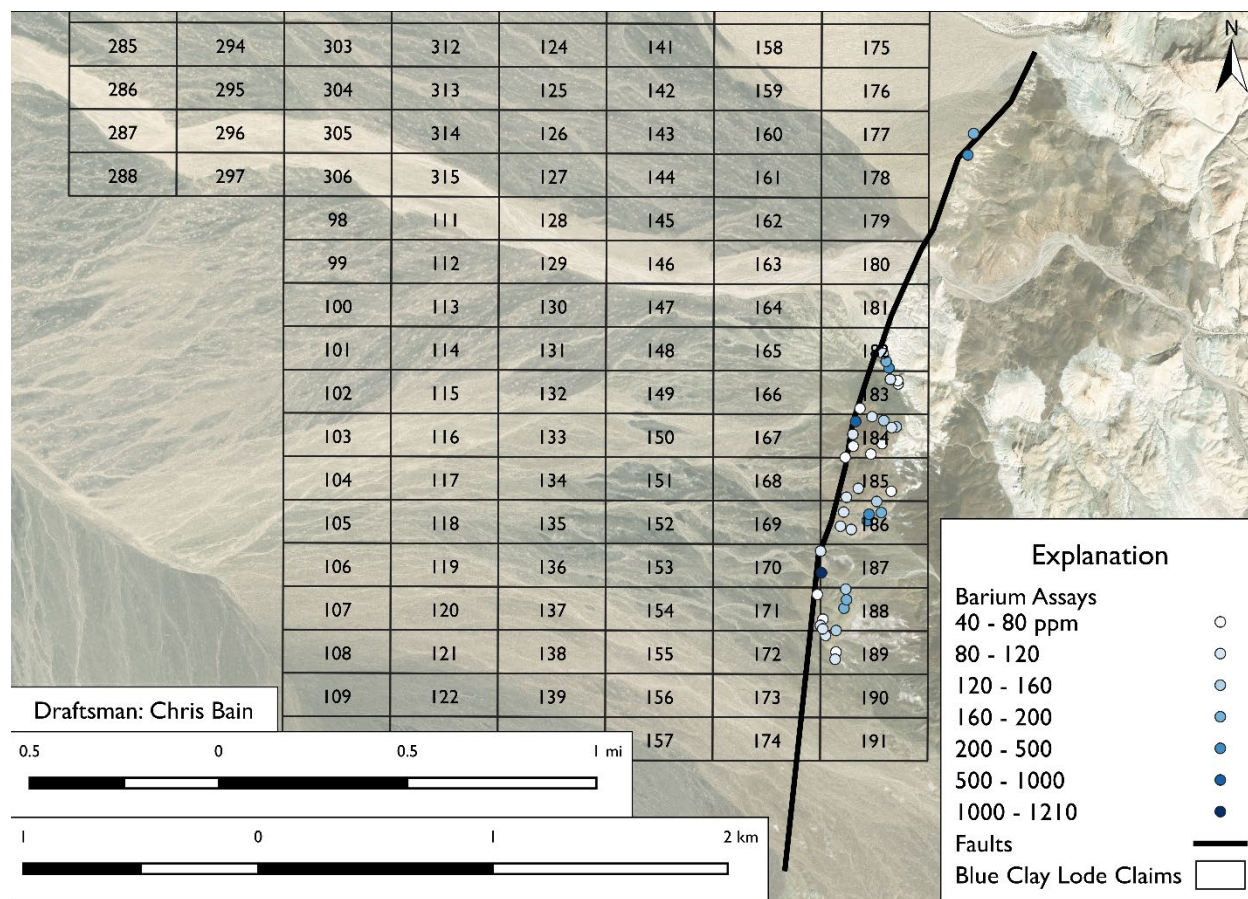 N
285 294 303 312 124 141 158 175
286 295 304 313 125 142 159 176
287 296 305 314 126 143 160 177
288 297 306 315 127 144 161 178
98 111 128 145 162 179
99 112 129 146 163 180
100 113 130 147 164 181
101 114 131 148 165 182
102 115 132 149 166 183
103 116 133 150 167 184
104 117 134 151 168 185
105 118 135 152 169 186
106 119 136 153 170 187
107 120 137 154 171 188
108 121 138 155 172 189
109 122 139 156 173 190
157 174 191
Draftsman: Chris Bain
0.5 0 0.5 1 mi
1 0 1 2 km
Explanation
Barium Assays
40 - 80 ppm
80 - 120
120 - 160
160 - 200
200 - 500
500 - 1000
1000 - 1210
Faults
Blue Clay Lode Claims